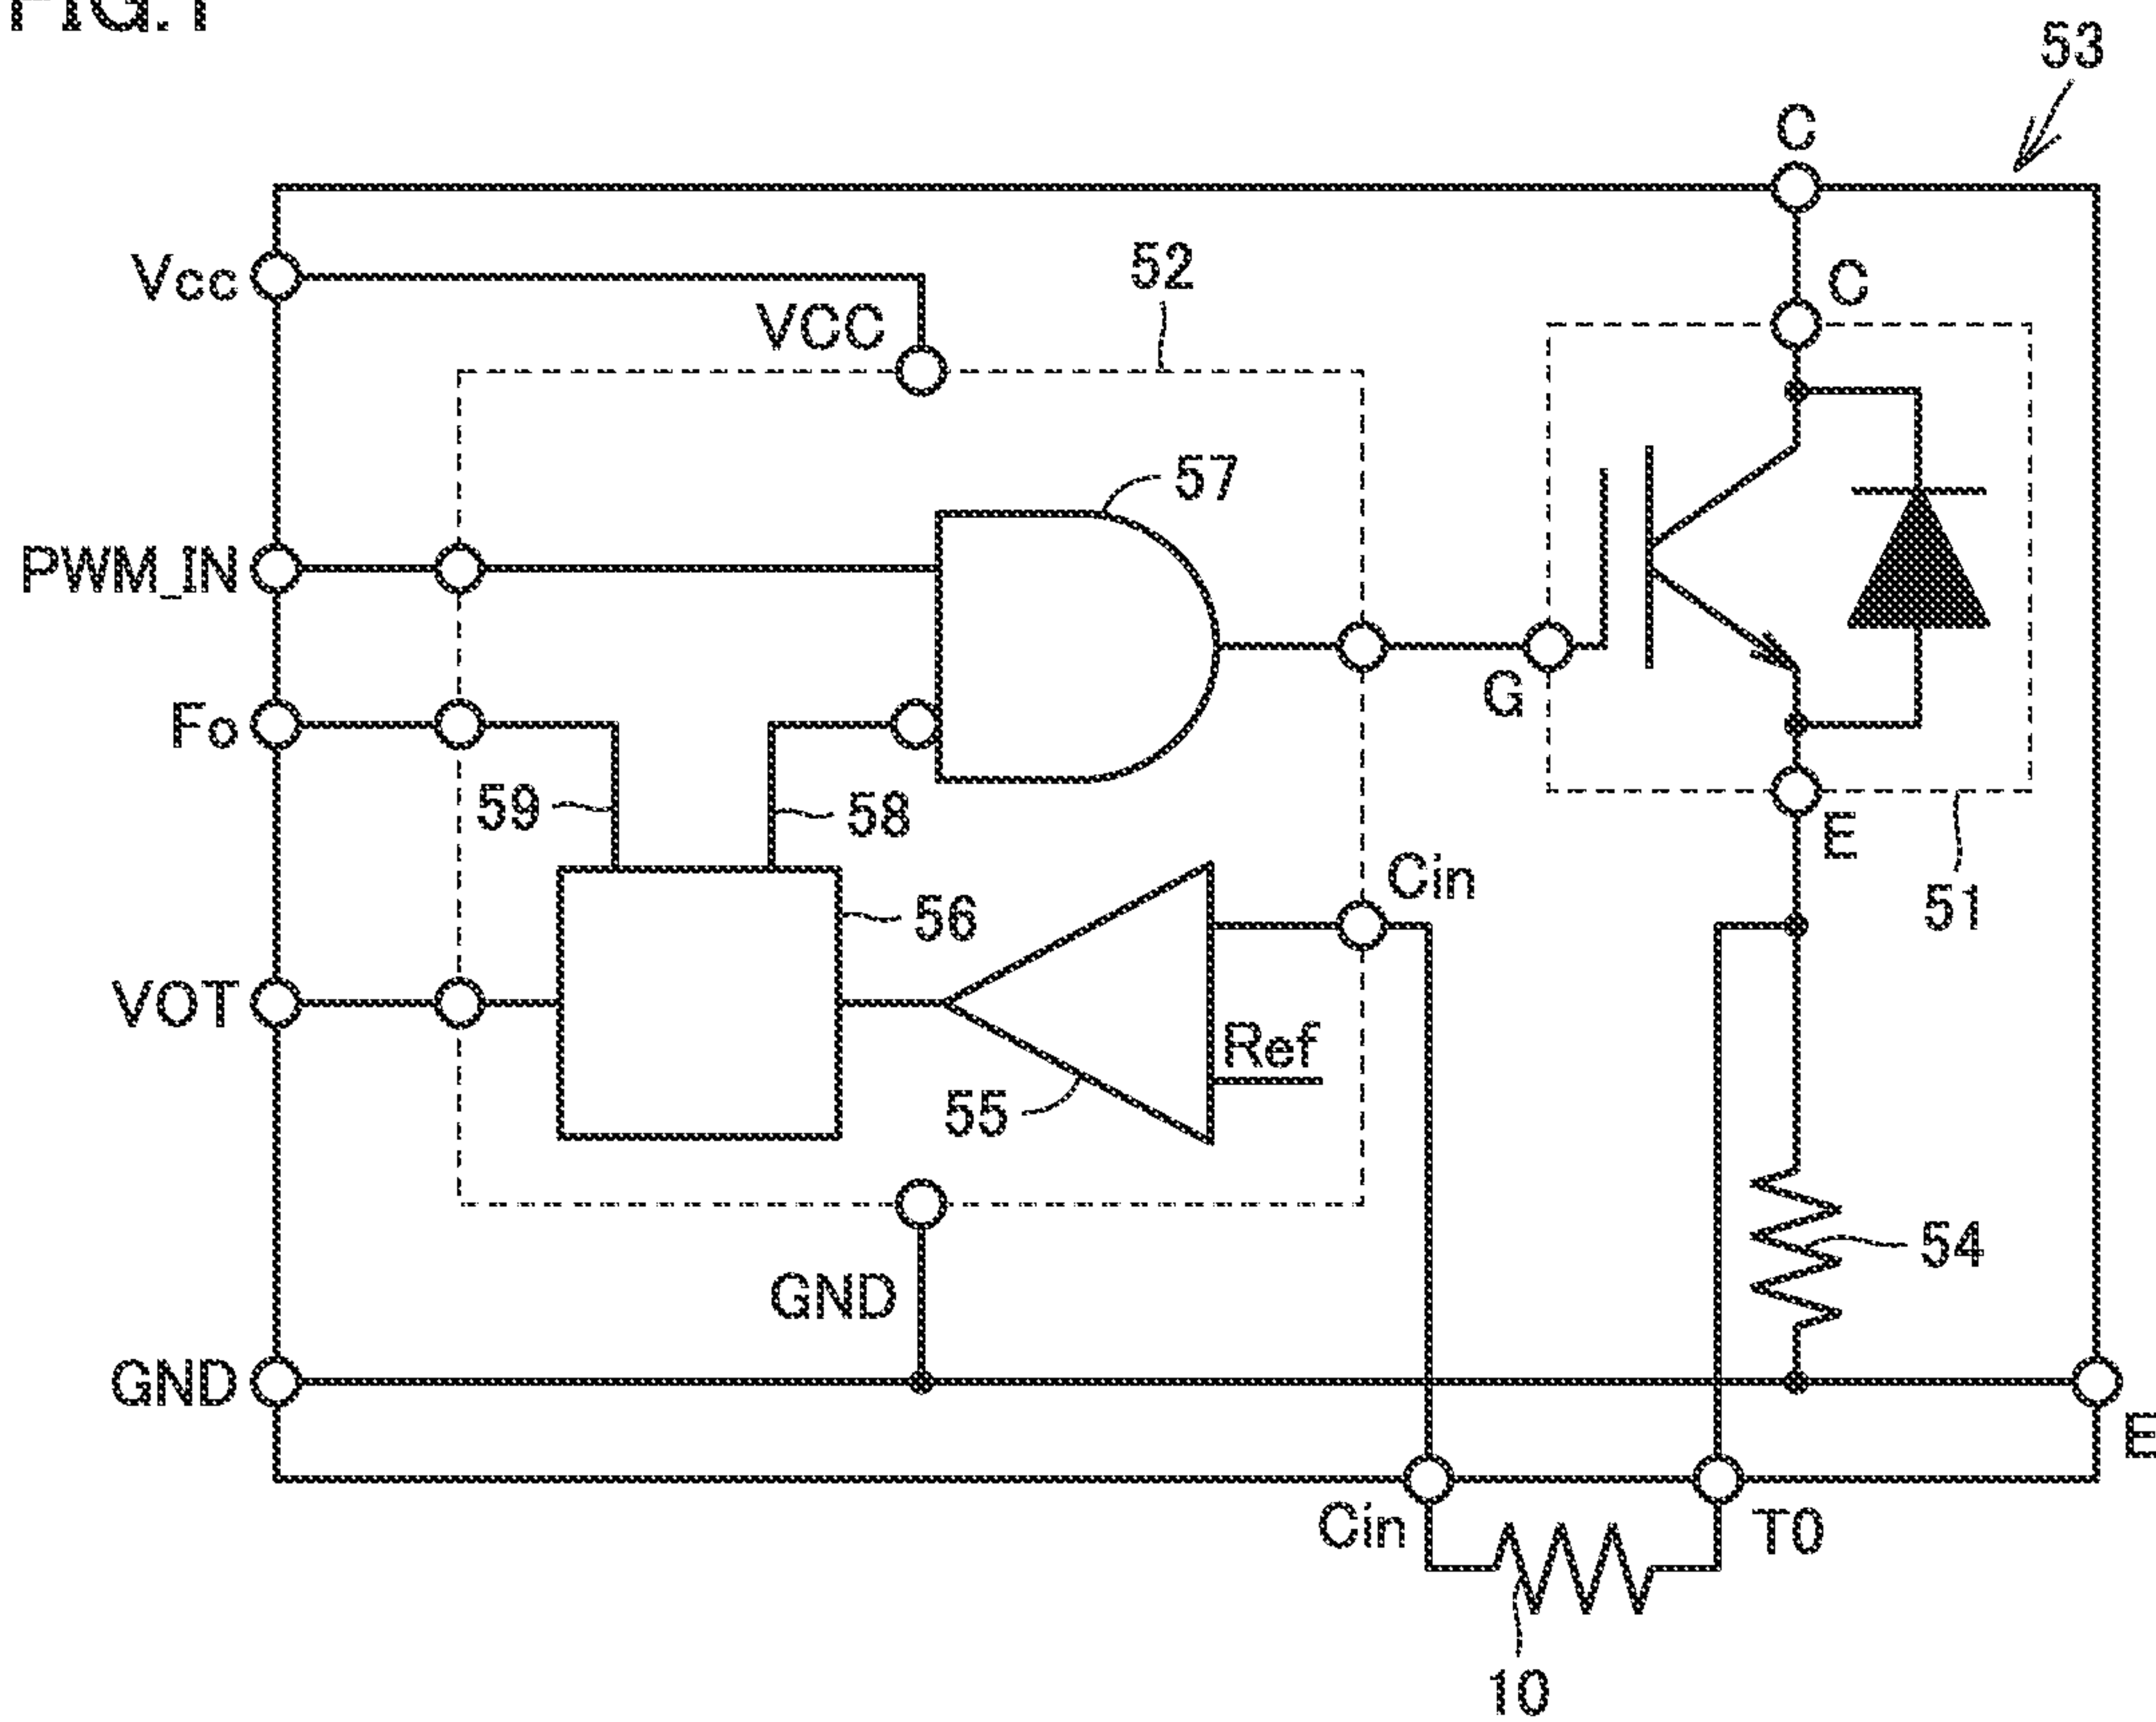 FIG.1
53
C
Vcc
52
C
VCC
57
PWM_IN
G
Fo
59
58
E
Cin
56
51
VOT
Ref
55
54
GND
GND
E
Cin
T0
10